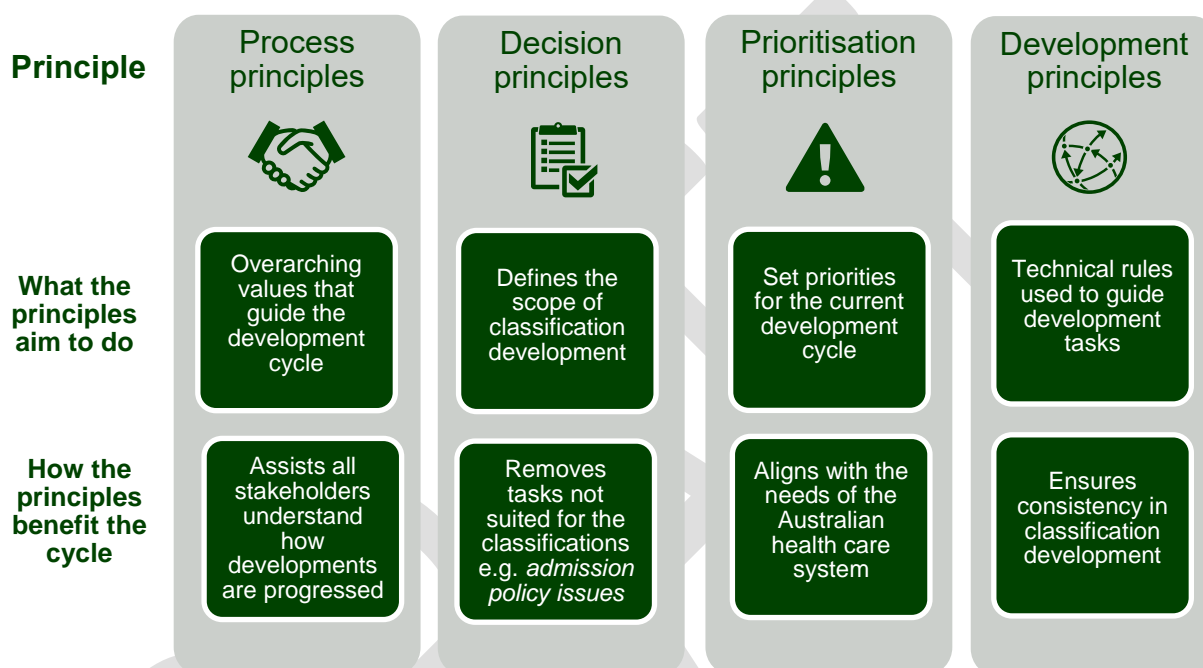 Principle
Process
principles
Decision
principles
Prioritisation
principles
Development
principles
What the
principles
aim to do
Overarching
values that
guide the
development
cycle
Defines the
scope of
classification
development
Set priorities
for the current
development
cycle
Technical rules
used to guide
development
tasks
How the
principles
benefit the
cycle
Assists all
stakeholders
understand
how
developments
are progressed
Removes
tasks not
suited for the
classifications
e.g. admission
policy issues
Aligns with the
needs of the
Australian
health care
system
Ensures
consistency in
classification
development